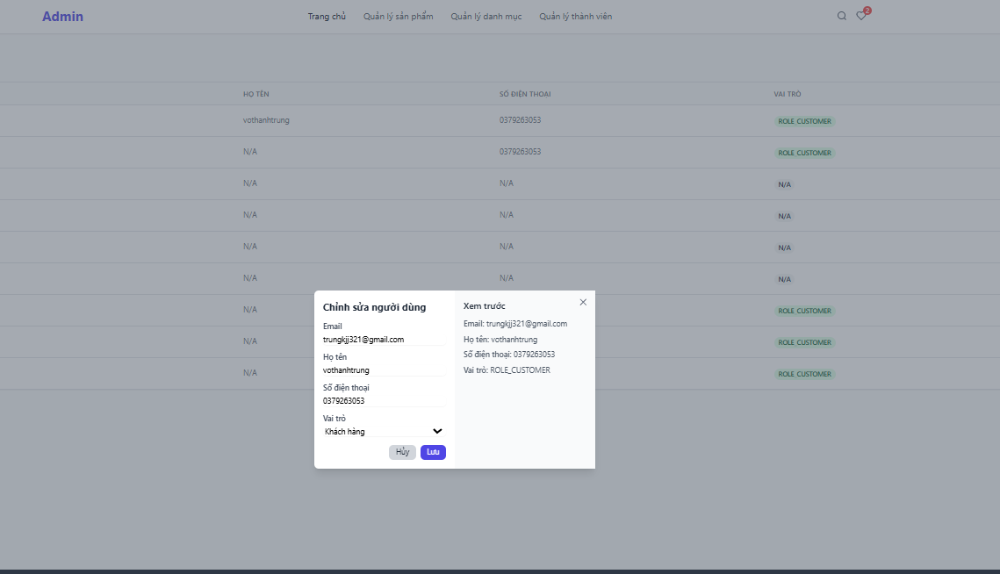 Admin
Trang chủ
Quản lý sản phẩm
Quản lý danh mục
Quản lý thành viên
2
HỌ TÊN
SỐ ĐIỆN THOẠI
VAI TRÒ
vothanhtrung
0379263053
ROLE CUSTOMER
N/A
0379263053
ROLE CUSTOMER
N/A
N/A
N/A
N/A
N/A
N/A
N/A
N/A
N/A
N/A
N/A
N/A
N/A
ROLE CUSTOMER
N/A
ROLE CUSTOMER
N/A
ROLE CUSTOMER
Chỉnh sửa người dùng
Email
trungkjj321@gmail.com
Họ tên
vothanhtrung
Số điện thoại
0379263053
Vai trò
Khách hàng
Hủy
Lưu
Xem trước
Email: trungkjj321@gmail.com
Họ tên: vothanhtrung
Số điện thoại: 0379263053
Vai trò: ROLE_CUSTOMER